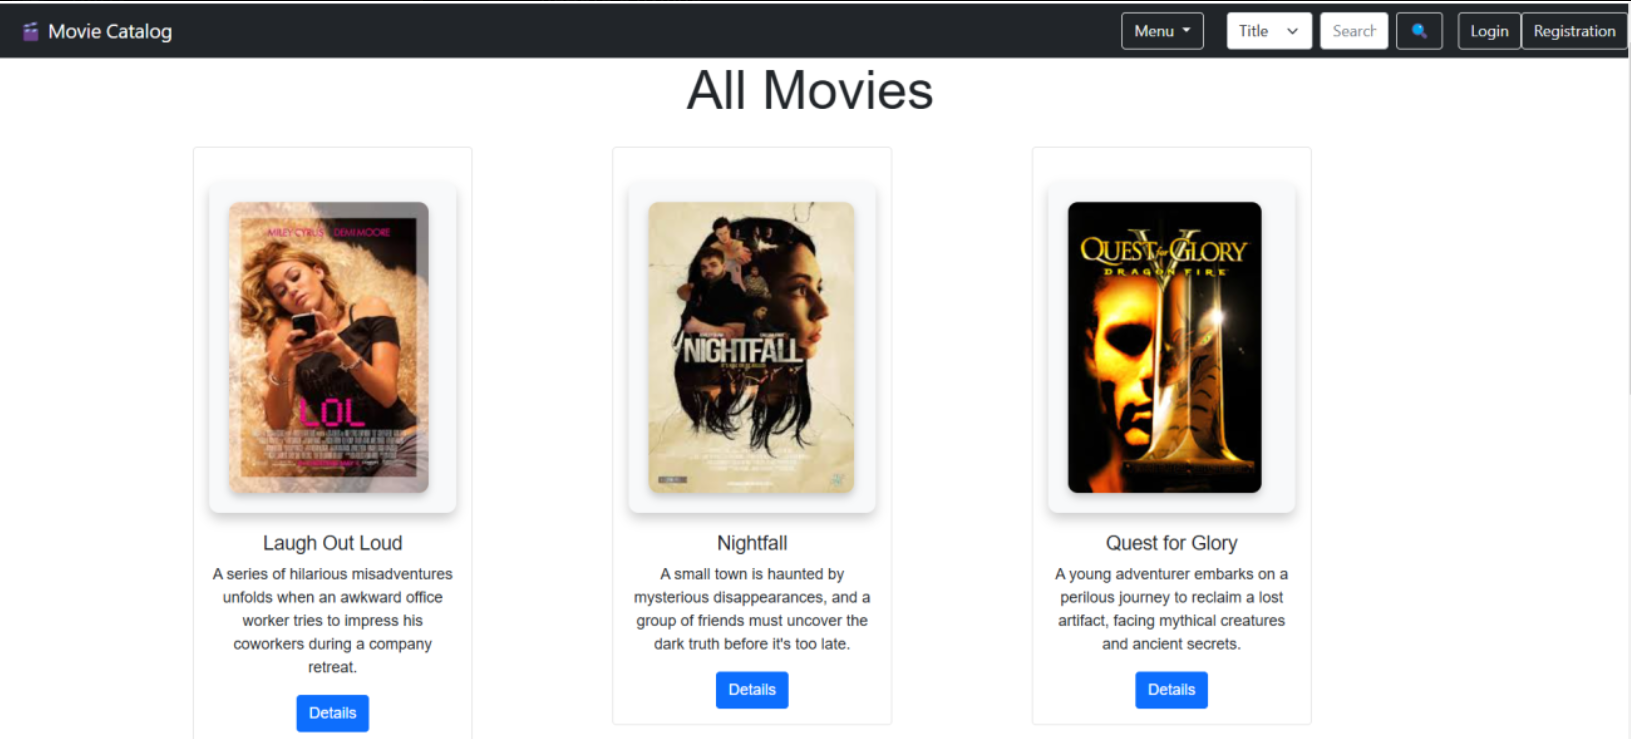 Movie Catalog
Menu
Title
Search
Login
Registration
All Movies
MILEY CYRUS DEMI MOORE
LOL
NIGHTFALL
QUEST for GLORY
V
DRAGON FIRE
Laugh Out Loud
A series of hilarious misadventures
unfolds when an awkward office
worker tries to impress his
coworkers during a company
retreat.
Details
Nightfall
A small town is haunted by
mysterious disappearances, and a
group of friends must uncover the
dark truth before it's too late.
Details
Quest for Glory
A young adventurer embarks on a
perilous journey to reclaim a lost
artifact, facing mythical creatures
and ancient secrets.
Details